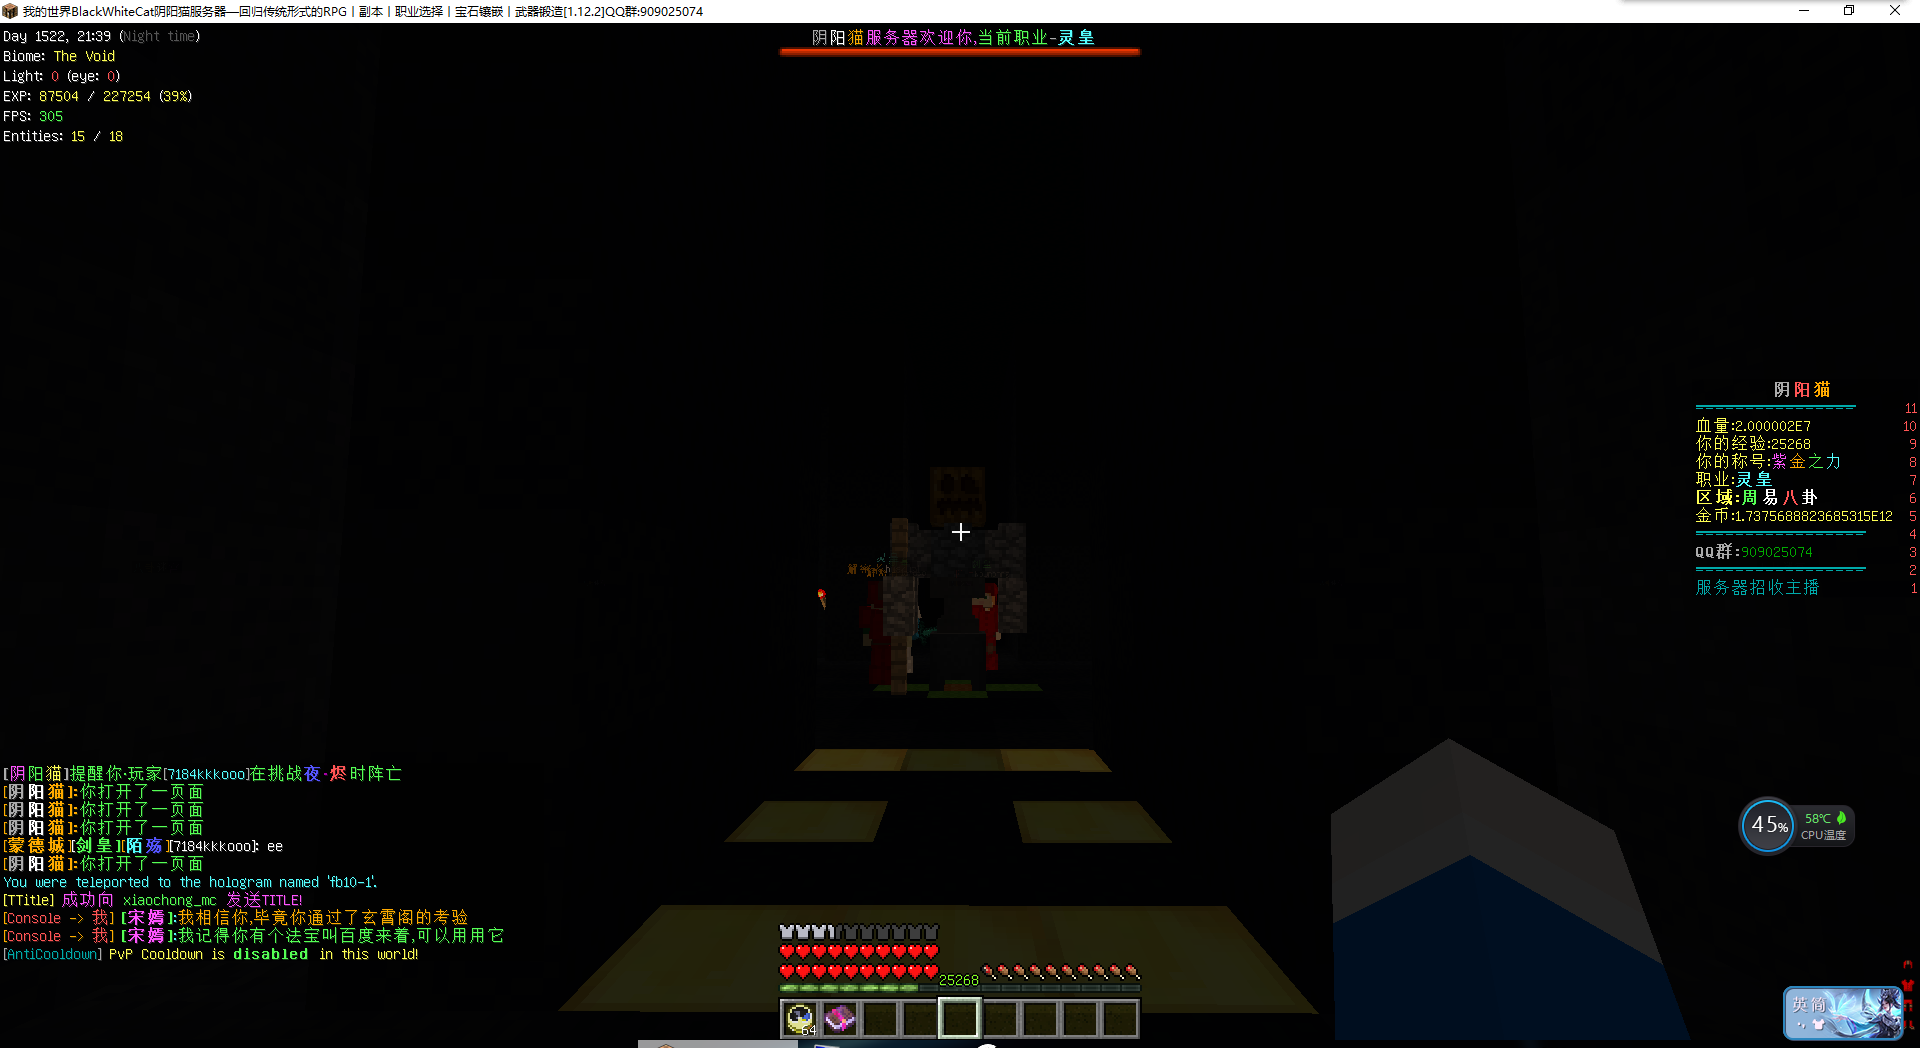 我的世界BlackWhiteCat阴阳猫服务器—回归传统形式的RPG丨副本丨职业选择丨宝石镶嵌丨武器锻造[1.12.2]QQ群:909025074
Day 1522, 21:39 (Night time)
Biome: The Void
Light: 0 (eye: 0)
EXP: 87504 / 227254 (39%)
FPS: 305
Entities: 15 / 18
阴阳猫服务器欢迎你,当前职业-灵皇
阴阳猫
11
血量:2.000002E7 10
你的经验:25268 9
你的称号:紫金之力 8
职业:灵皇 7
区域:周易八卦 6
金币:1.7375688823685315E12 5
4
QQ群:909025074 3
2
服务器招收主播 1
[阴阳猫]提醒你·玩家[7184kkkooo]在挑战夜·烬时阵亡
[阴阳猫]:你打开了一页面
[阴阳猫]:你打开了一页面
[阴阳猫]:你打开了一页面
[蒙德城][剑皇][陌殇][7184kkkooo]: ee
[阴阳猫]:你打开了一页面
You were teleported to the hologram named 'fb10-1'.
[TTitle] 成功向 xiaochong_mc 发送TITLE!
[Console -> 我] [宋嫣]:我相信你,毕竟你通过了玄霄阁的考验
[Console -> 我] [宋嫣]:我记得你有个法宝叫百度来着,可以用用它
[AntiCooldown] PvP Cooldown is disabled in this world!
45%
58℃
CPU温度
25268
64
英简